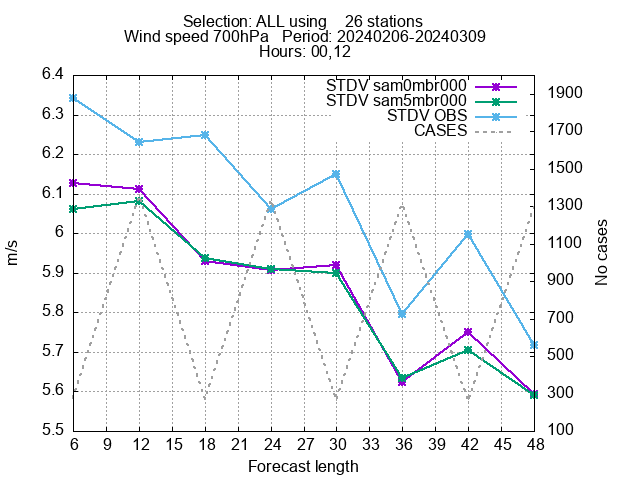 Selection: ALL using    26 stations
Wind speed 700hPa   Period: 20240206-20240309
Hours: 00,12
STDV sam0mbr000
STDV sam5mbr000
STDV OBS
CASES
6.4
6.3
6.2
6.1
6
5.9
5.8
5.7
5.6
5.5
m/s
1900
1700
1500
1300
1100
900
700
500
300
100
No cases
6 9 12 15 18 21 24 27 30 33 36 39 42 45 48
Forecast length